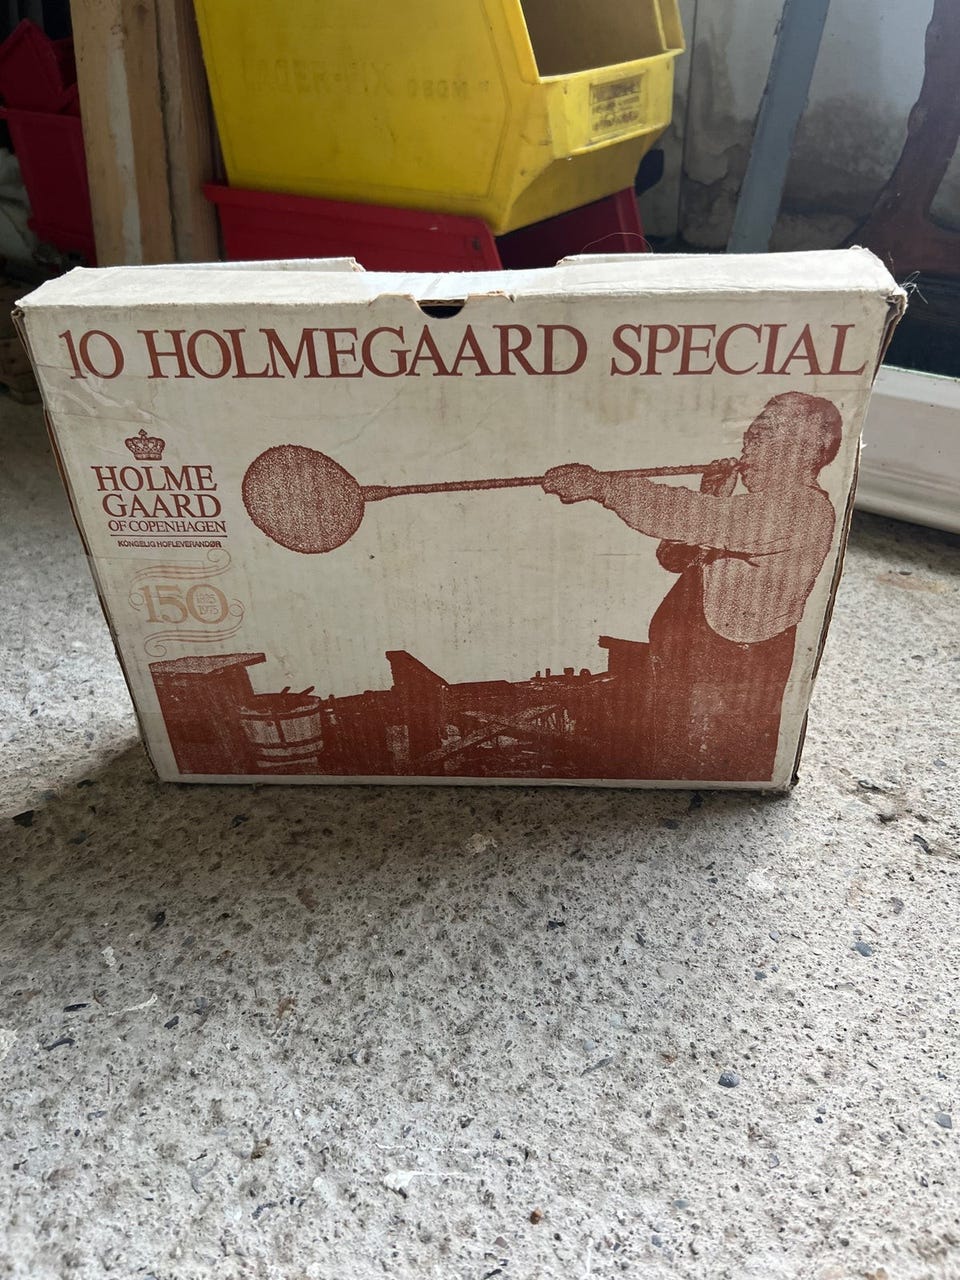 10 HOLMEGAARD SPECIAL
HOLME
GAARD
OF COPENHAGEN
KONGELIG HOFLEVERANDØR
150
1825
1975